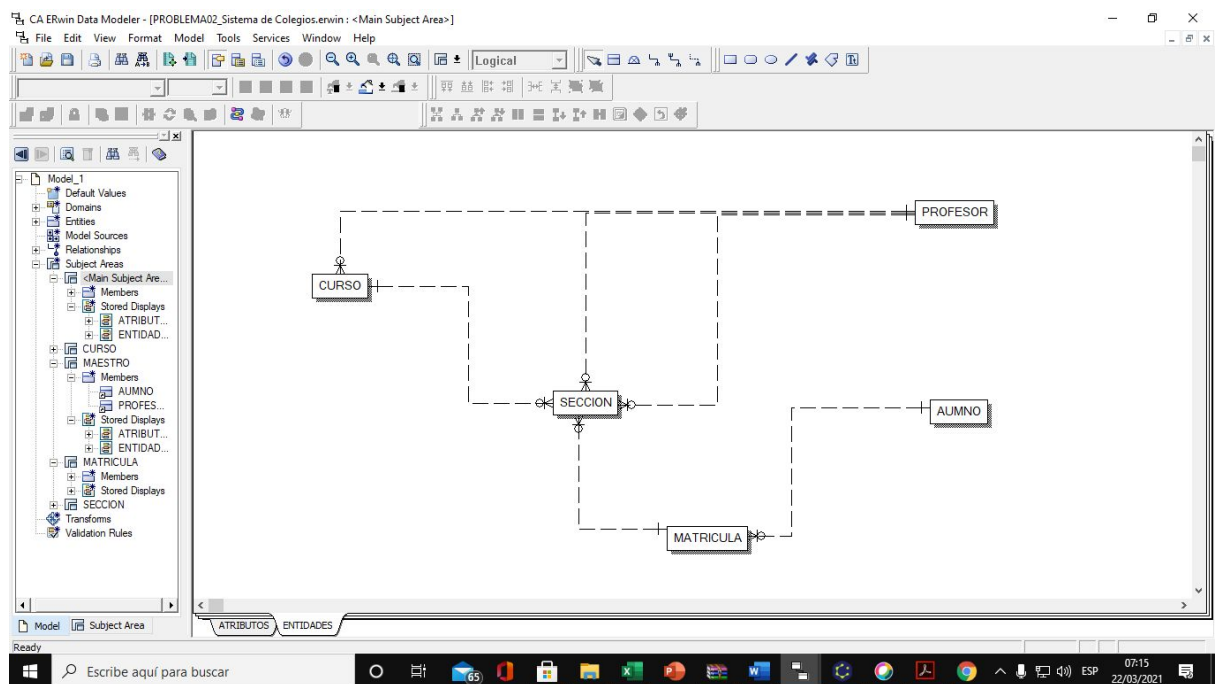 CA ERwin Data Modeler - [PROBLEMA02_Sistema de Colegios.erwin : <Main Subject Area>]
File Edit View Format Model Tools Services Window Help
Logical
Model_1
Default Values
Domains
Entities
Model Sources
Relationships
Subject Areas
<Main Subject Are...
Members
Stored Displays
ATRIBUT...
ENTIDAD...
CURSO
MAESTRO
Members
AUMNO
PROFES...
Stored Displays
ATRIBUT...
ENTIDAD...
MATRICULA
Members
Stored Displays
SECCION
Transforms
Validation Rules
PROFESOR
CURSO
SECCION
AUMNO
MATRICULA
Model Subject Area
ATRIBUTOS ENTIDADES
Ready
Escribe aquí para buscar
65
ESP
07:15
22/03/2021